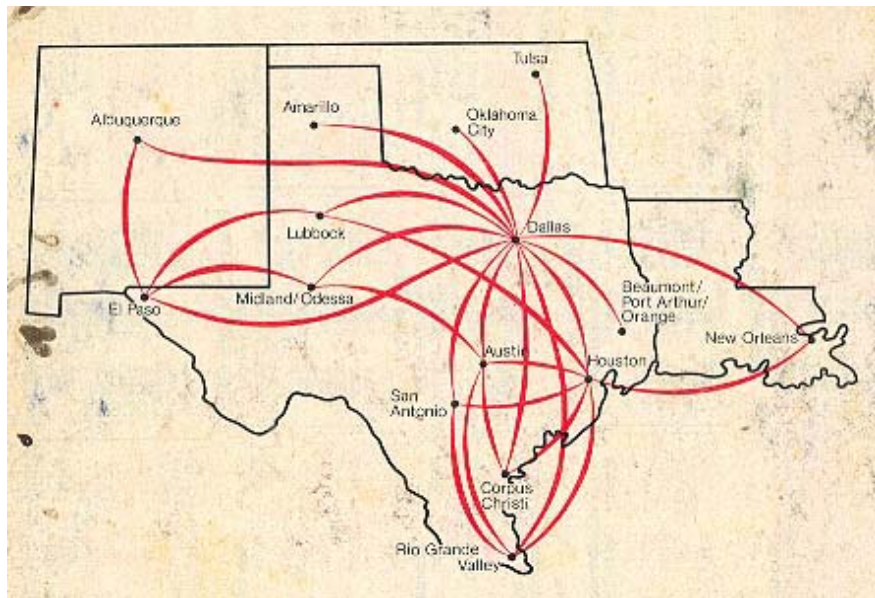 Tulsa
Amarillo
Oklahoma
City
Albuquerque
Lubbock
Dallas
El Paso
Midland/Odessa
Beaumont/
Port Arthur/
Orange
New Orleans
Austin
Houston
San
Antonio
Corpus
Christi
Rio Grande
Valley